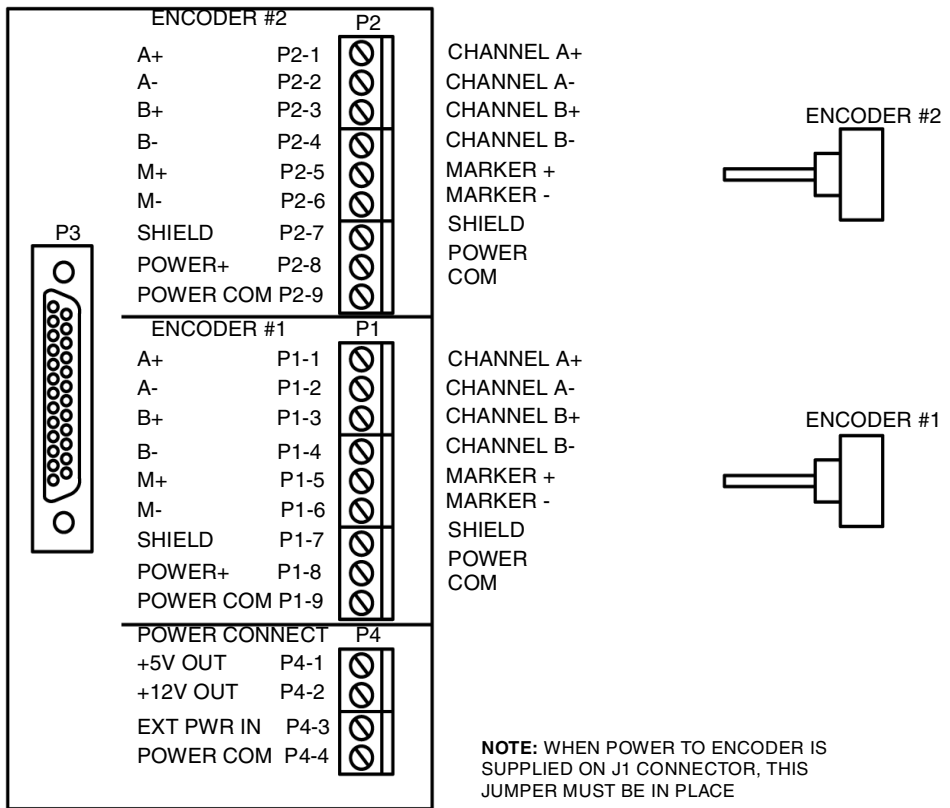 ENCODER #2 P2
A+ P2-1 CHANNEL A+
A- P2-2 CHANNEL A-
B+ P2-3 CHANNEL B+
B- P2-4 CHANNEL B-
M+ P2-5 MARKER +
M- P2-6 MARKER -
SHIELD P2-7 SHIELD
POWER+ P2-8 POWER
POWER COM P2-9 COM
ENCODER #2
P3
ENCODER #1 P1
A+ P1-1 CHANNEL A+
A- P1-2 CHANNEL A-
B+ P1-3 CHANNEL B+
B- P1-4 CHANNEL B-
M+ P1-5 MARKER +
M- P1-6 MARKER -
SHIELD P1-7 SHIELD
POWER+ P1-8 POWER
POWER COM P1-9 COM
ENCODER #1
POWER CONNECT P4
+5V OUT P4-1
+12V OUT P4-2
EXT PWR IN P4-3
POWER COM P4-4
NOTE: WHEN POWER TO ENCODER IS
SUPPLIED ON J1 CONNECTOR, THIS
JUMPER MUST BE IN PLACE